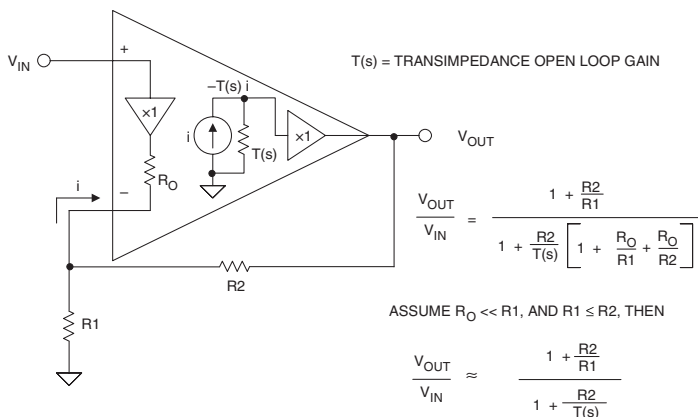 T(s) = TRANSIMPEDANCE OPEN LOOP GAIN
V_IN
+
×1
R_O
−T(s) i
i
T(s)
×1
V_OUT
i
−
R2
R1
V_OUT / V_IN = (1 + R2/R1) / (1 + R2/T(s) [1 + R_O/R1 + R_O/R2])
ASSUME R_O << R1, AND R1 ≤ R2, THEN
V_OUT / V_IN ≈ (1 + R2/R1) / (1 + R2/T(s))